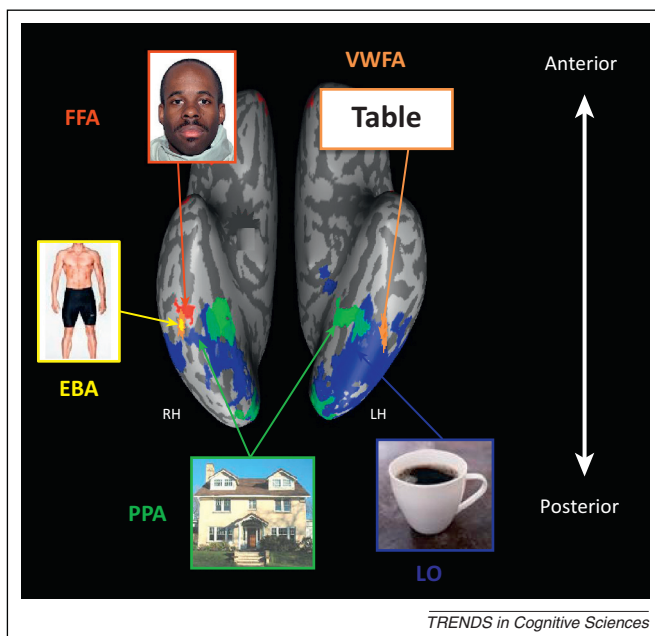 VWFA
Anterior
FFA
Table
EBA
RH
LH
PPA
Posterior
LO
TRENDS in Cognitive Sciences